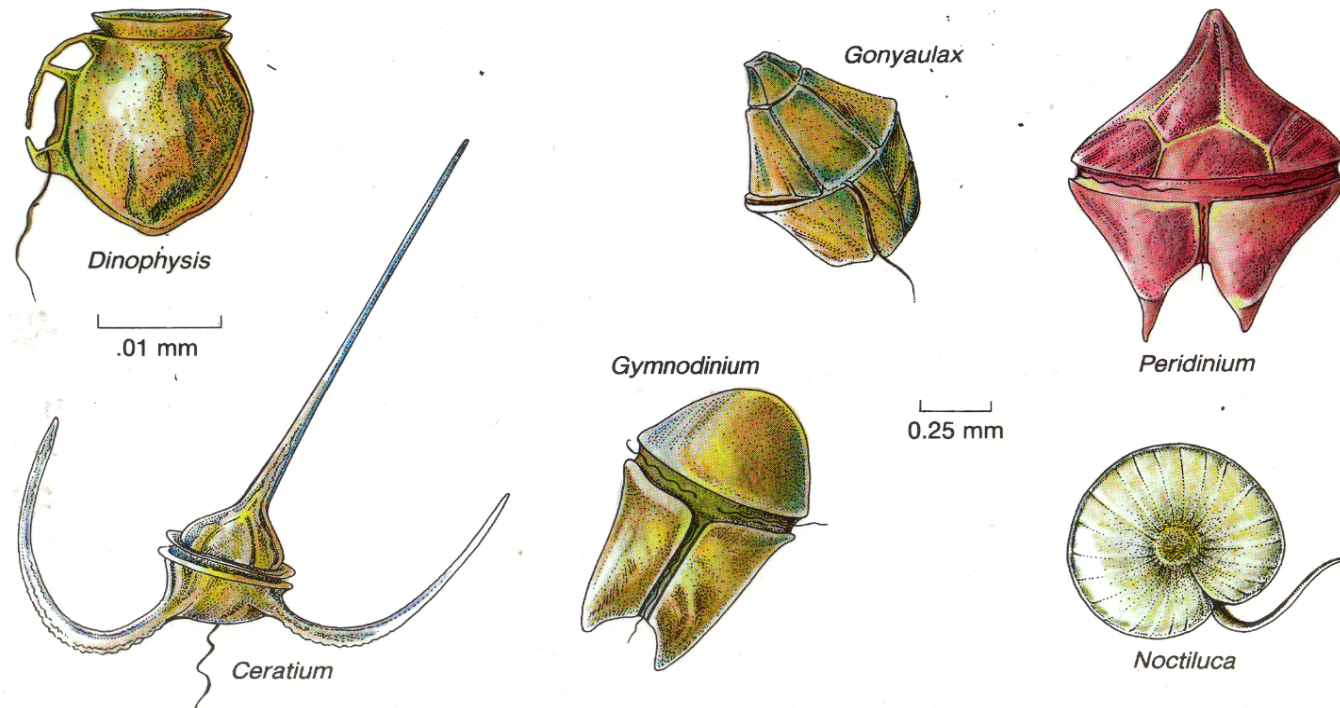 Gonyaulax
Dinophysis
.01 mm
Gymnodinium
Peridinium
0.25 mm
Ceratium
Noctiluca